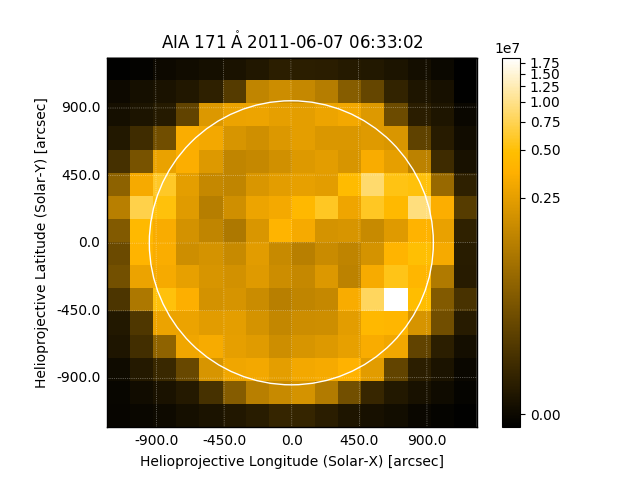 AIA 171 Å 2011-06-07 06:33:02
1e7
1.75
1.50
1.25
1.00
0.75
0.50
0.25
0.00
900.0
450.0
0.0
-450.0
-900.0
Helioprojective Latitude (Solar-Y) [arcsec]
-900.0 -450.0 0.0 450.0 900.0
Helioprojective Longitude (Solar-X) [arcsec]